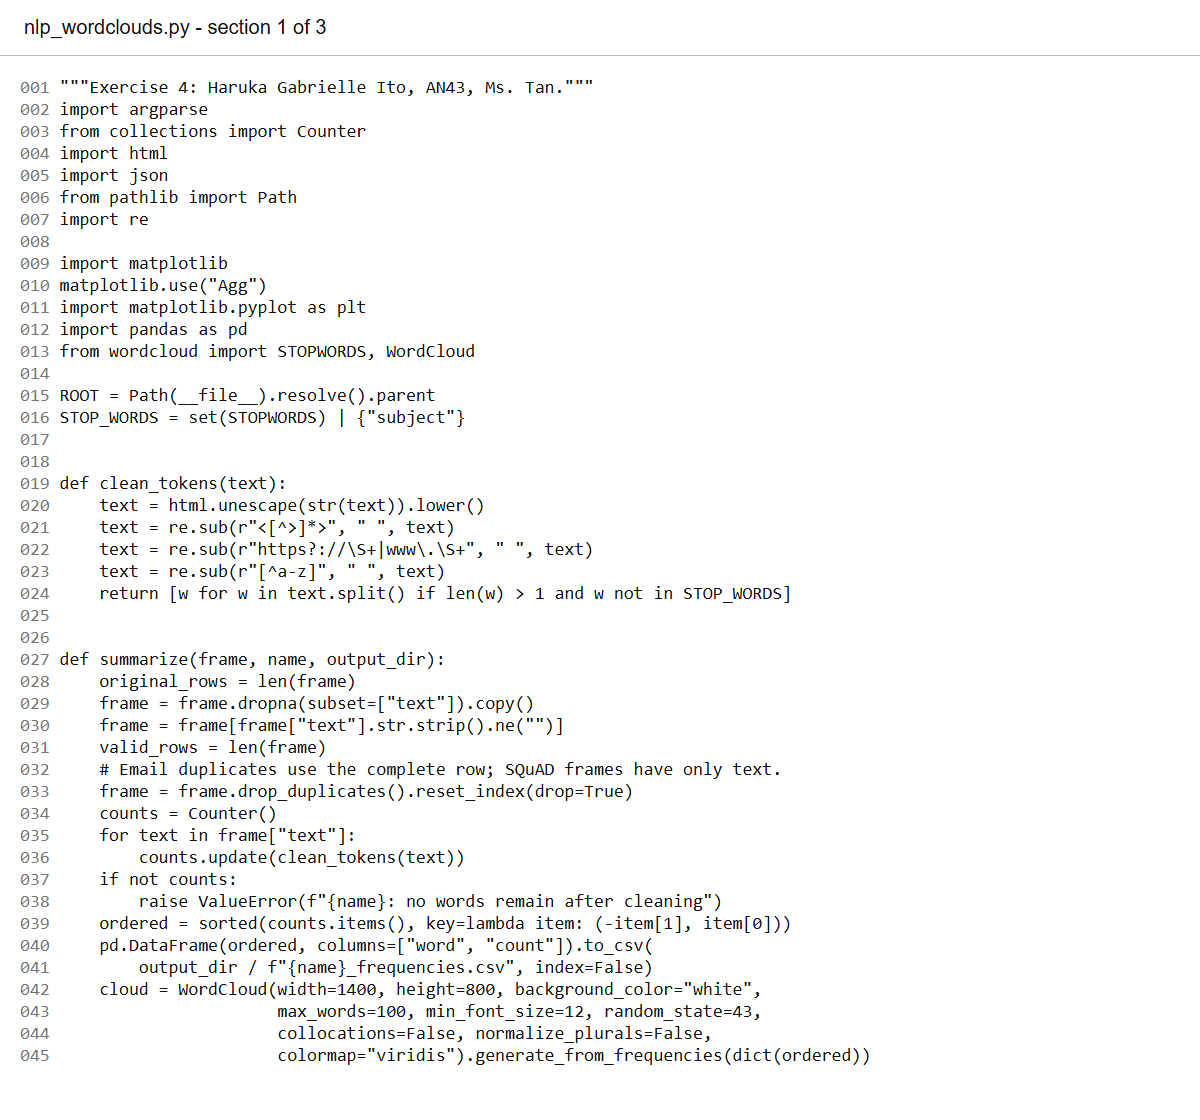 nlp_wordclouds.py - section 1 of 3
001 """Exercise 4: Haruka Gabrielle Ito, AN43, Ms. Tan."""
002 import argparse
003 from collections import Counter
004 import html
005 import json
006 from pathlib import Path
007 import re
008
009 import matplotlib
010 matplotlib.use("Agg")
011 import matplotlib.pyplot as plt
012 import pandas as pd
013 from wordcloud import STOPWORDS, WordCloud
014
015 ROOT = Path(__file__).resolve().parent
016 STOP_WORDS = set(STOPWORDS) | {"subject"}
017
018
019 def clean_tokens(text):
020     text = html.unescape(str(text)).lower()
021     text = re.sub(r"<[^>]*>", " ", text)
022     text = re.sub(r"https?://\S+|www\.\S+", " ", text)
023     text = re.sub(r"[^a-z]", " ", text)
024     return [w for w in text.split() if len(w) > 1 and w not in STOP_WORDS]
025
026
027 def summarize(frame, name, output_dir):
028     original_rows = len(frame)
029     frame = frame.dropna(subset=["text"]).copy()
030     frame = frame[frame["text"].str.strip().ne("")]
031     valid_rows = len(frame)
032     # Email duplicates use the complete row; SQuAD frames have only text.
033     frame = frame.drop_duplicates().reset_index(drop=True)
034     counts = Counter()
035     for text in frame["text"]:
036         counts.update(clean_tokens(text))
037     if not counts:
038         raise ValueError(f"{name}: no words remain after cleaning")
039     ordered = sorted(counts.items(), key=lambda item: (-item[1], item[0]))
040     pd.DataFrame(ordered, columns=["word", "count"]).to_csv(
041         output_dir / f"{name}_frequencies.csv", index=False)
042     cloud = WordCloud(width=1400, height=800, background_color="white",
043                       max_words=100, min_font_size=12, random_state=43,
044                       collocations=False, normalize_plurals=False,
045                       colormap="viridis").generate_from_frequencies(dict(ordered))